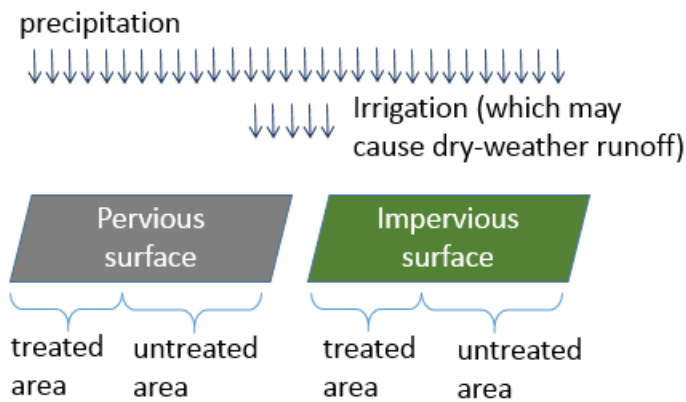 precipitation
Irrigation (which may
cause dry-weather runoff)
Pervious
surface
Impervious
surface
treated
area
untreated
area
treated
area
untreated
area